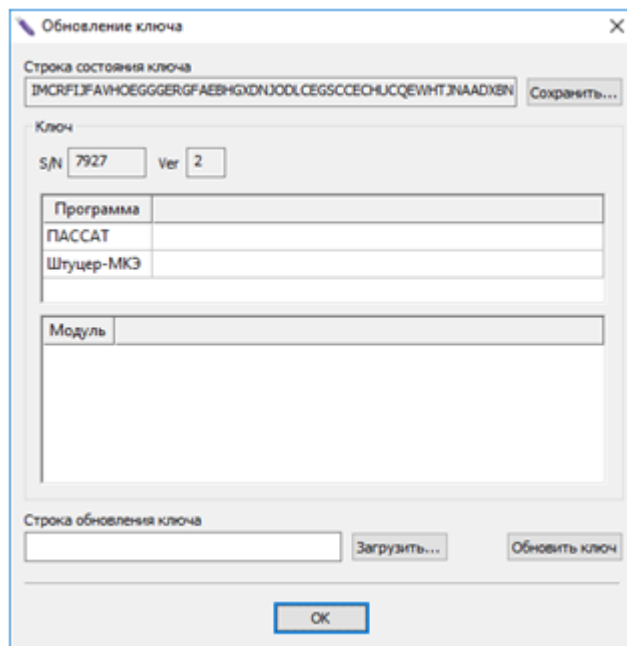 Обновление ключа
Строка состояния ключа
IMCRFIJFAVHOEGGGERGFAEBHGXDNJODLCEGSCCECHUCQEWHTJNAADXBN
Сохранить...
Ключ
S/N 7927 Ver 2
Программа
ПАССАТ
Штуцер-МКЭ
Модуль
Строка обновления ключа
Загрузить... Обновить ключ
OK